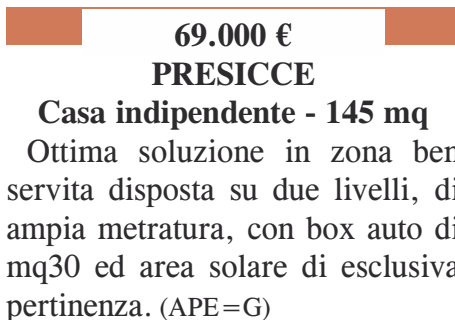 69.000 €
PRESICCE
Casa indipendente - 145 mq
Ottima soluzione in zona ben
servita disposta su due livelli, di
ampia metratura, con box auto di
mq30 ed area solare di esclusiva
pertinenza. (APE=G)